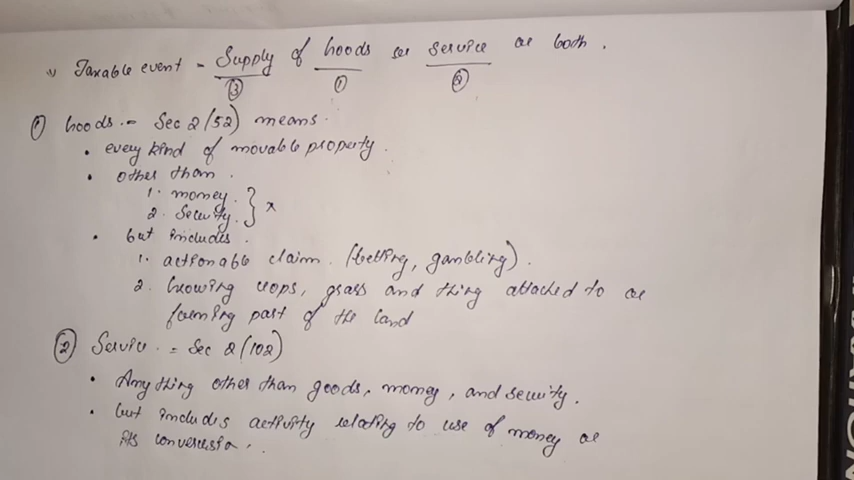 Taxable event - Supply of Goods or service or both.
③ ① ②
① Goods - Sec 2(52) means.
• every kind of movable property.
• other than.
1. money. } x
2. Security.
• but includes.
1. actionable claim. (betting, gambling).
2. Growing crops, grass and thing attached to or
forming part of the land
② Service. = Sec 2(102)
• Anything other than goods, money, and security.
• but includes activity relating to use of money or
its conversion.